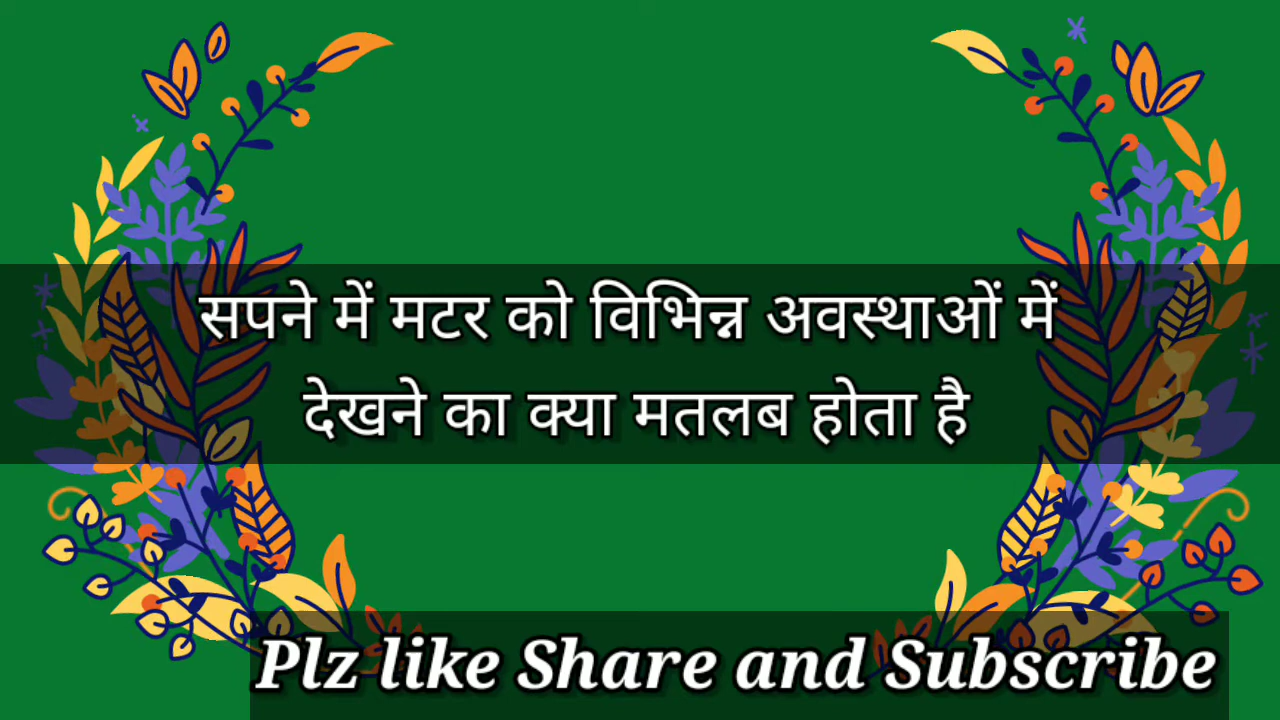 सपने में मटर को विभिन्न अवस्थाओं में
देखने का क्या मतलब होता है
Plz like Share and Subscribe